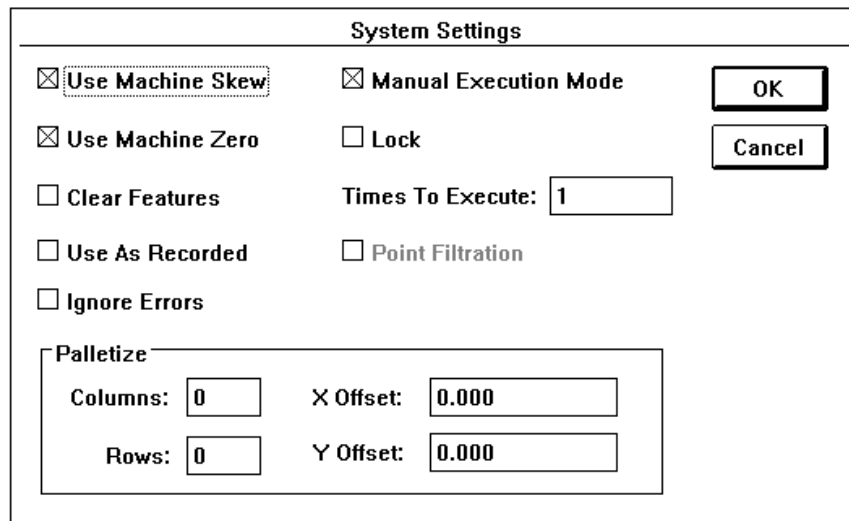 System Settings
Use Machine Skew
Manual Execution Mode
OK
Use Machine Zero
Lock
Cancel
Clear Features
Times To Execute: 1
Use As Recorded
Point Filtration
Ignore Errors
Palletize
Columns: 0
X Offset: 0.000
Rows: 0
Y Offset: 0.000